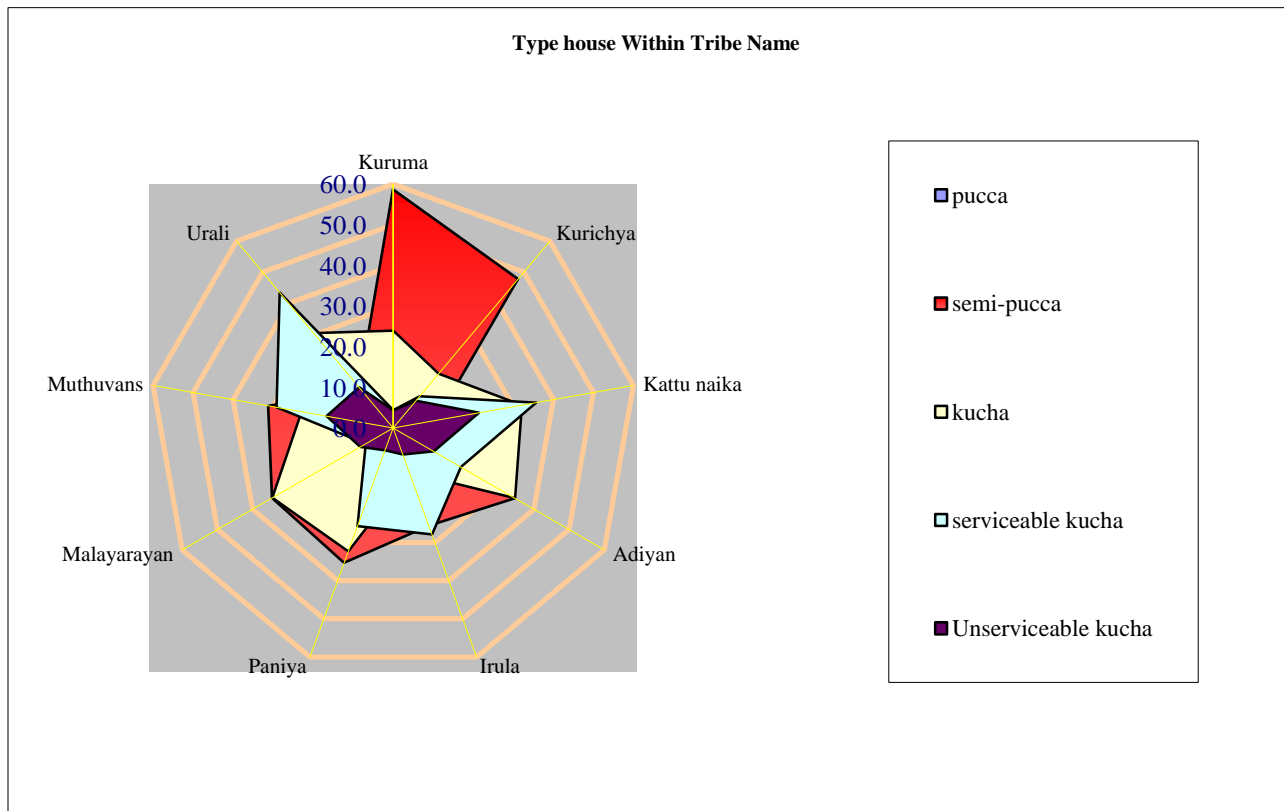 Type house Within Tribe Name
Kuruma
60.0
50.0
40.0
30.0
20.0
10.0
0.0
Kurichya
Kattu naika
Adiyan
Irula
Paniya
Malayarayan
Muthuvans
Urali
pucca
semi-pucca
kucha
serviceable kucha
Unserviceable kucha